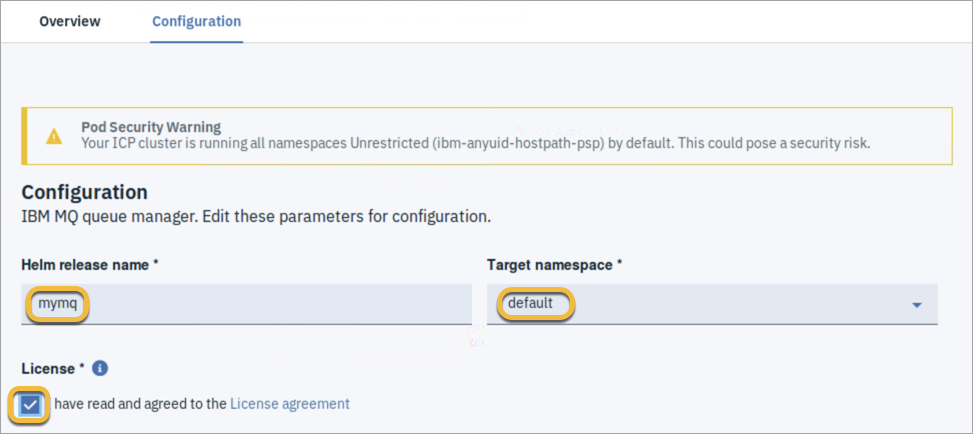 Overview Configuration
Pod Security Warning
Your ICP cluster is running all namespaces Unrestricted (ibm-anyuid-hostpath-psp) by default. This could pose a security risk.
Configuration
IBM MQ queue manager. Edit these parameters for configuration.
Helm release name * Target namespace *
mymq default
License *
have read and agreed to the License agreement